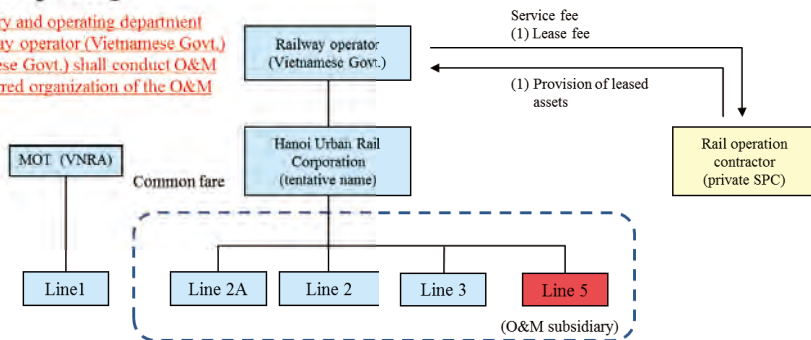 ry and operating department
ay operator (Vietnamese Govt.)
ese Govt.) shall conduct O&M
rred organization of the O&M
Railway operator
(Vietnamese Govt.)
Service fee
(1) Lease fee
(1) Provision of leased
assets
Rail operation
contractor
(private SPC)
Hanoi Urban Rail
Corporation
(tentative name)
MOT (VNRA)
Common fare
Line1
Line 2A
Line 2
Line 3
Line 5
(O&M subsidiary)